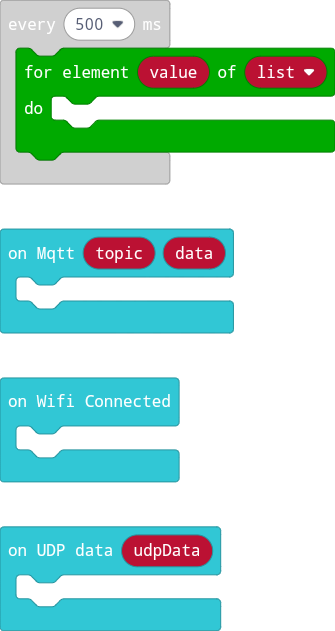 every 500 ms
for element value of list
do
on Mqtt topic data
on Wifi Connected
on UDP data udpData